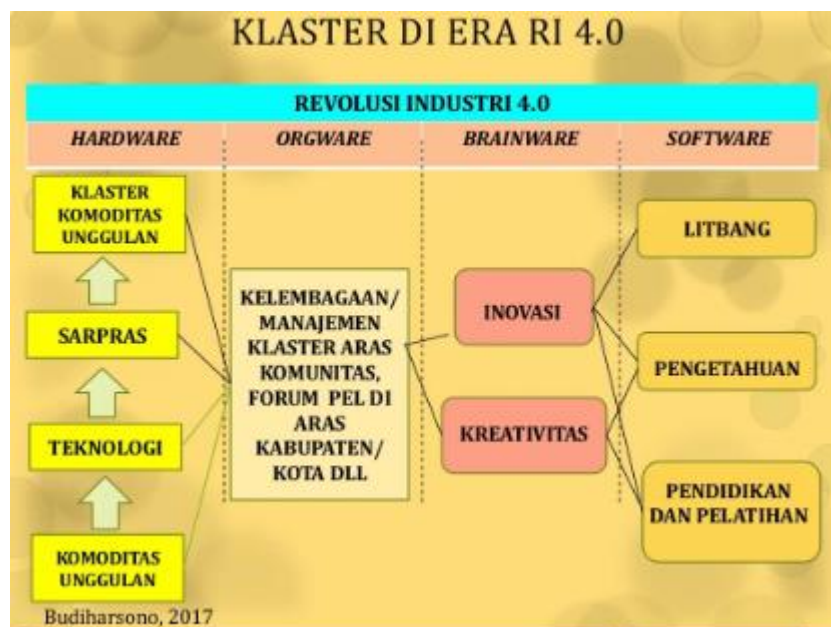 KLASTER DI ERA RI 4.0
REVOLUSI INDUSTRI 4.0
HARDWARE
ORGWARE
BRAINWARE
SOFTWARE
KLASTER
KOMODITAS
UNGGULAN
SARPRAS
TEKNOLOGI
KOMODITAS
UNGGULAN
KELEMBAGAAN/
MANAJEMEN
KLASTER ARAS
KOMUNITAS,
FORUM PEL DI
ARAS
KABUPATEN/
KOTA DLL
INOVASI
KREATIVITAS
LITBANG
PENGETAHUAN
PENDIDIKAN
DAN PELATIHAN
Budiharsono, 2017